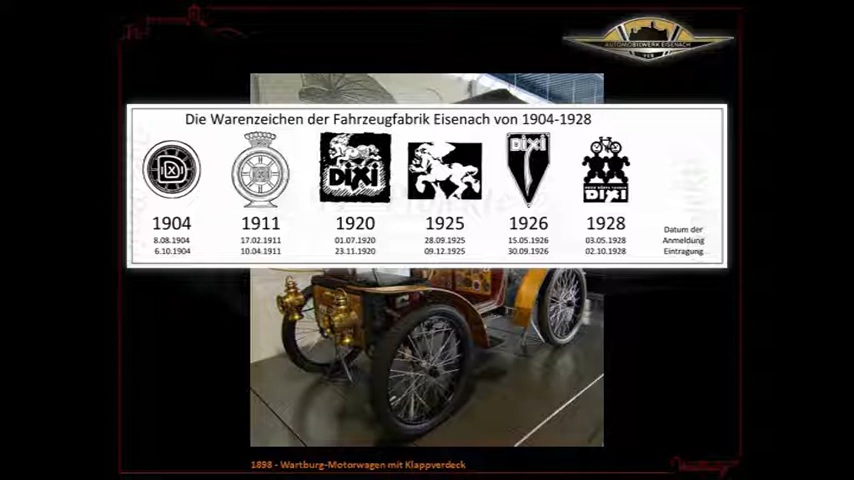 AUTOMOBILWERK EISENACH
Die Warenzeichen der Fahrzeugfabrik Eisenach von 1904-1928
DIXI
DIXI
DIXI
DIXI
1904 1911 1920 1925 1926 1928
8.08.1904 17.02.1911 01.07.1920 28.09.1925 15.05.1926 03.05.1928
6.10.1904 10.04.1911 23.11.1920 09.12.1925 30.09.1926 02.10.1928
Datum der
Anmeldung
Eintragung
1898 - Wartburg-Motorwagen mit Klappverdeck